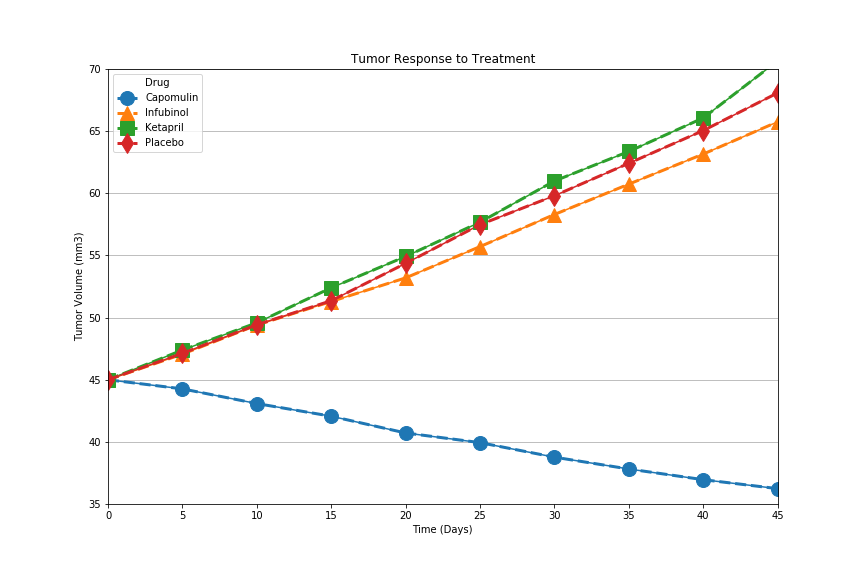 Tumor Response to Treatment
Drug
Capomulin
Infubinol
Ketapril
Placebo
Tumor Volume (mm3)
70
65
60
55
50
45
40
35
0 5 10 15 20 25 30 35 40 45
Time (Days)